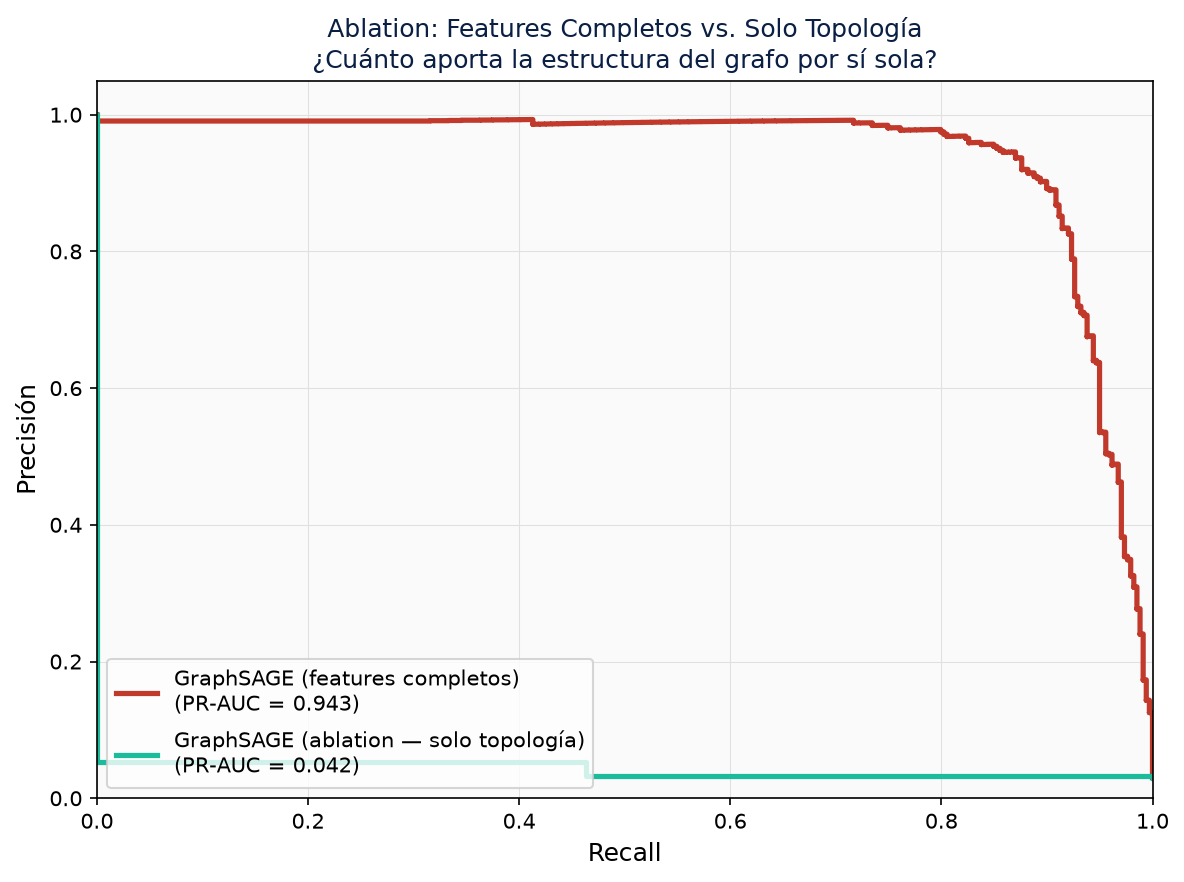 Ablation: Features Completos vs. Solo Topología
¿Cuánto aporta la estructura del grafo por sí sola?
1.0
0.8
0.6
0.4
0.2
0.0
Precisión
GraphSAGE (features completos)
(PR-AUC = 0.943)
GraphSAGE (ablation — solo topología)
(PR-AUC = 0.042)
0.0 0.2 0.4 0.6 0.8 1.0
Recall